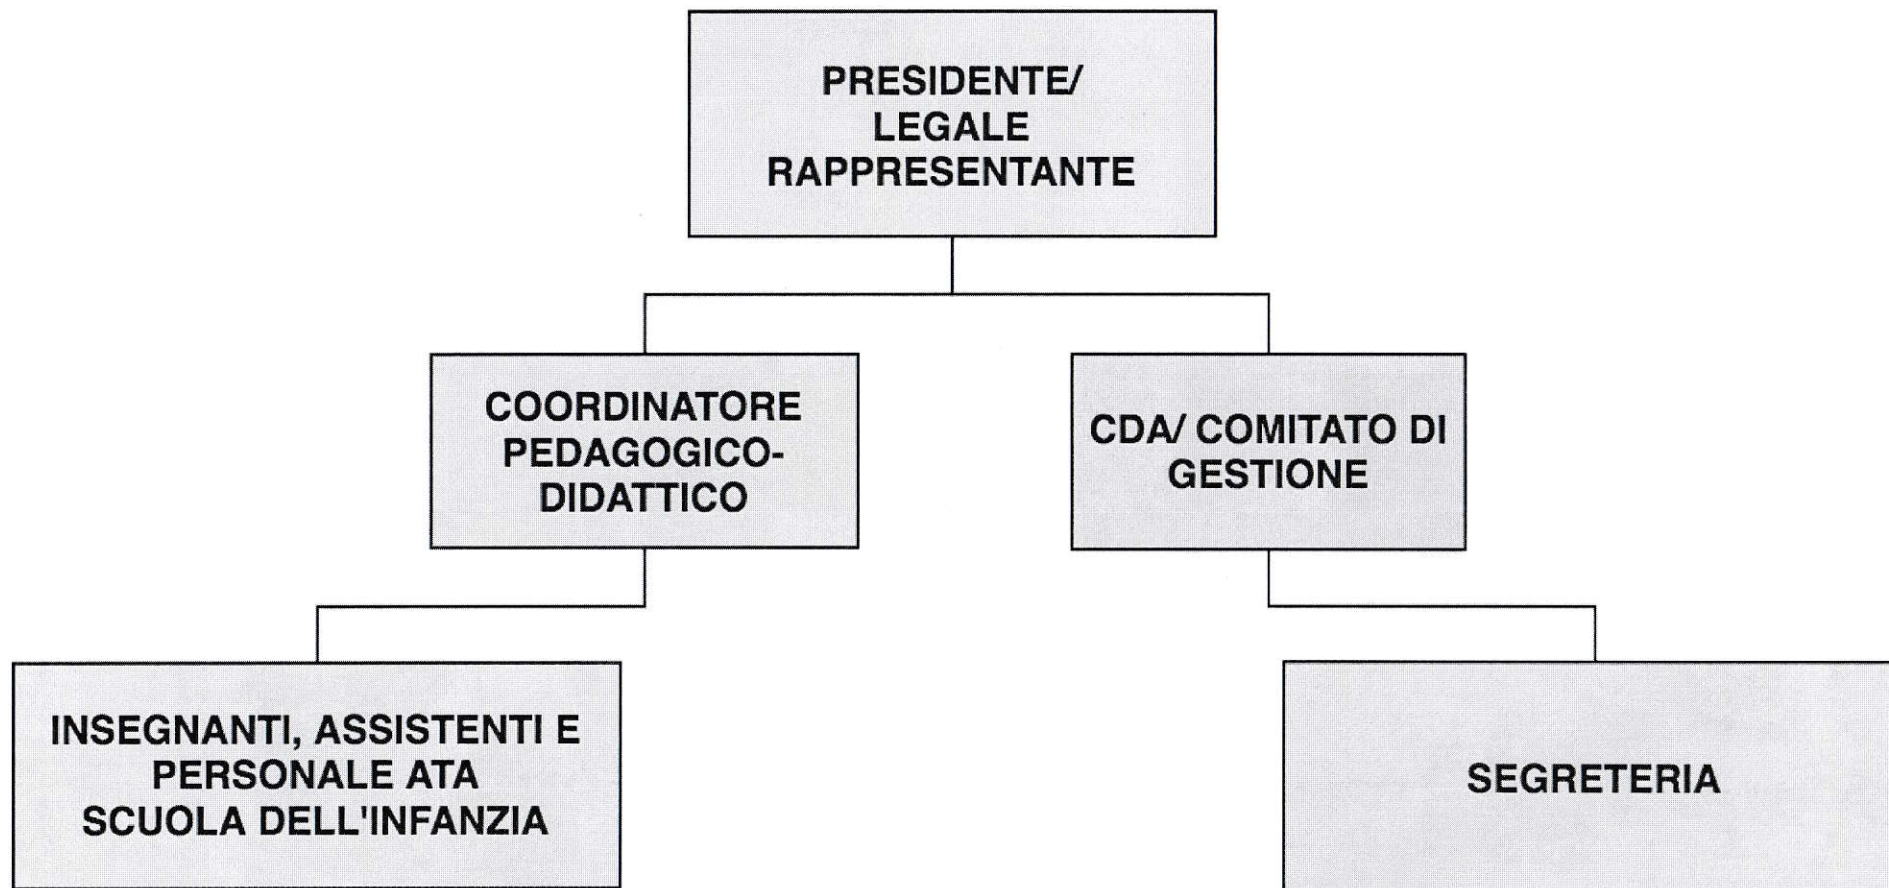 PRESIDENTE/
LEGALE
RAPPRESENTANTE
COORDINATORE
PEDAGOGICO-
DIDATTICO
CDA/ COMITATO DI
GESTIONE
INSEGNANTI, ASSISTENTI E
PERSONALE ATA
SCUOLA DELL'INFANZIA
SEGRETERIA